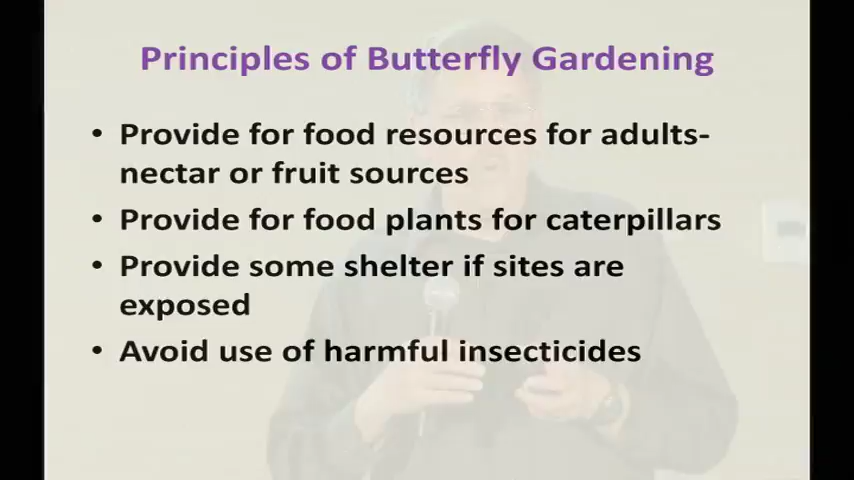 Principles of Butterfly Gardening
• Provide for food resources for adults-
nectar or fruit sources
• Provide for food plants for caterpillars
• Provide some shelter if sites are
exposed
• Avoid use of harmful insecticides